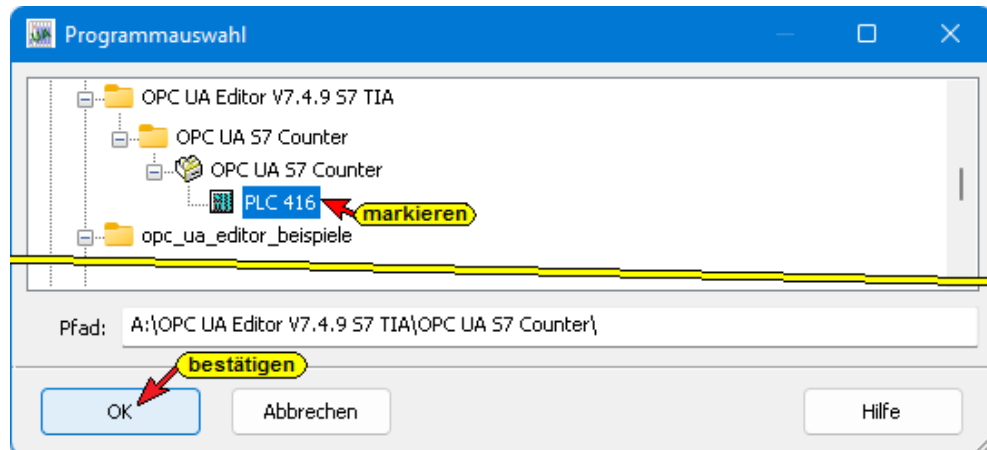 Programmauswahl
OPC UA Editor V7.4.9 S7 TIA
OPC UA S7 Counter
OPC UA S7 Counter
PLC 416
markieren
opc_ua_editor_beispiele
Pfad: A:\OPC UA Editor V7.4.9 S7 TIA\OPC UA S7 Counter\
bestätigen
OK Abbrechen Hilfe